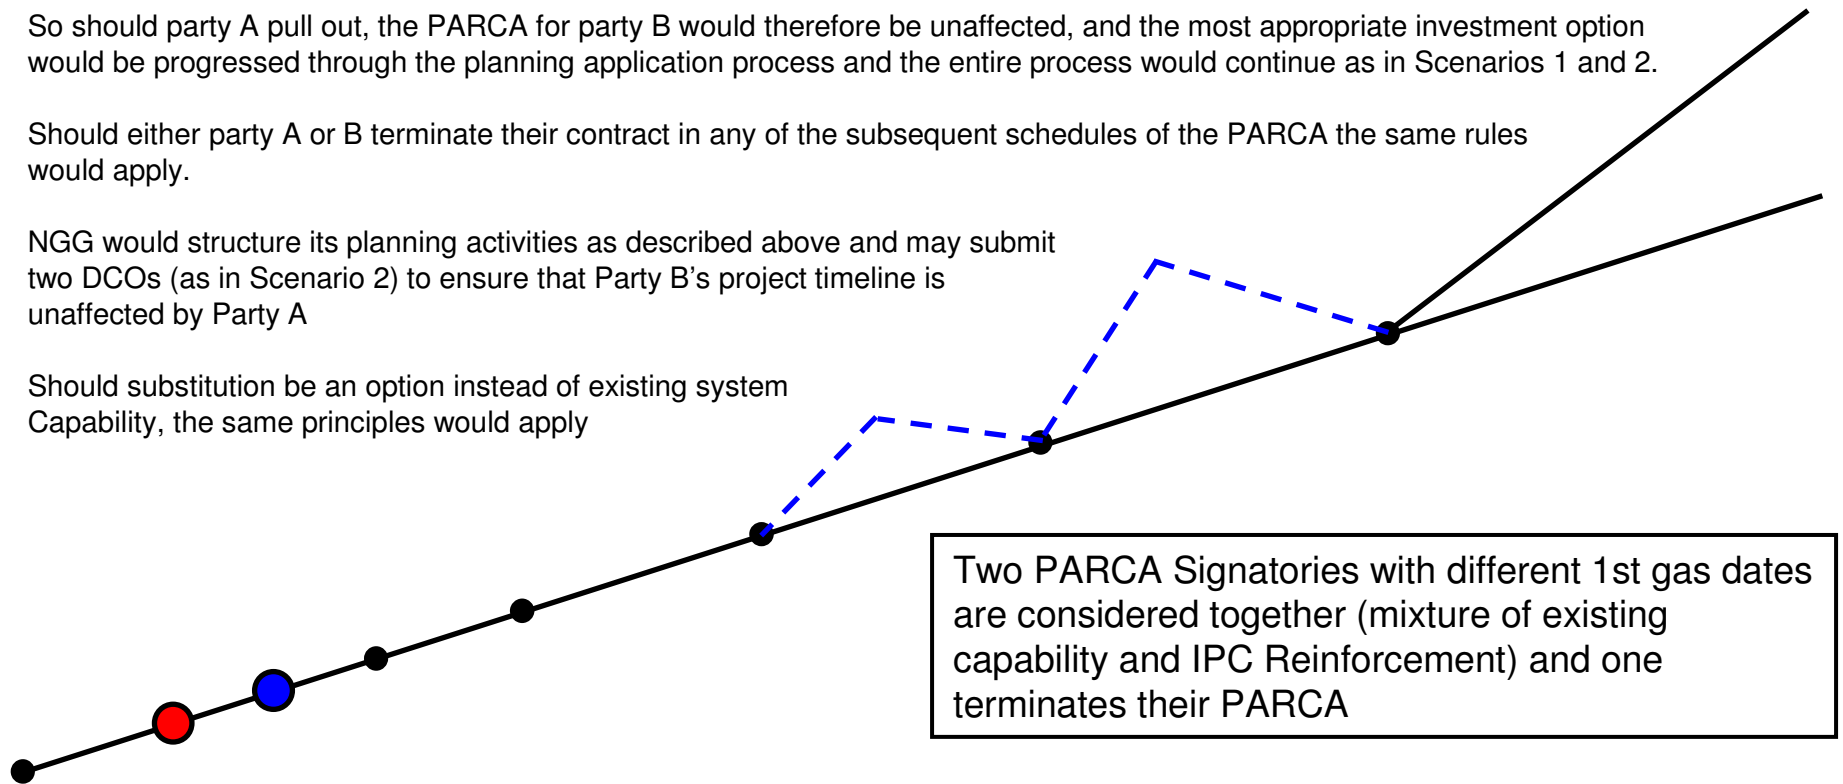 So should party A pull out, the PARCA for party B would therefore be unaffected, and the most appropriate investment option
would be progressed through the planning application process and the entire process would continue as in Scenarios 1 and 2.
Should either party A or B terminate their contract in any of the subsequent schedules of the PARCA the same rules
would apply.
NGG would structure its planning activities as described above and may submit
two DCOs (as in Scenario 2) to ensure that Party B's project timeline is
unaffected by Party A
Should substitution be an option instead of existing system
Capability, the same principles would apply
Two PARCA Signatories with different 1st gas dates
are considered together (mixture of existing
capability and IPC Reinforcement) and one
terminates their PARCA